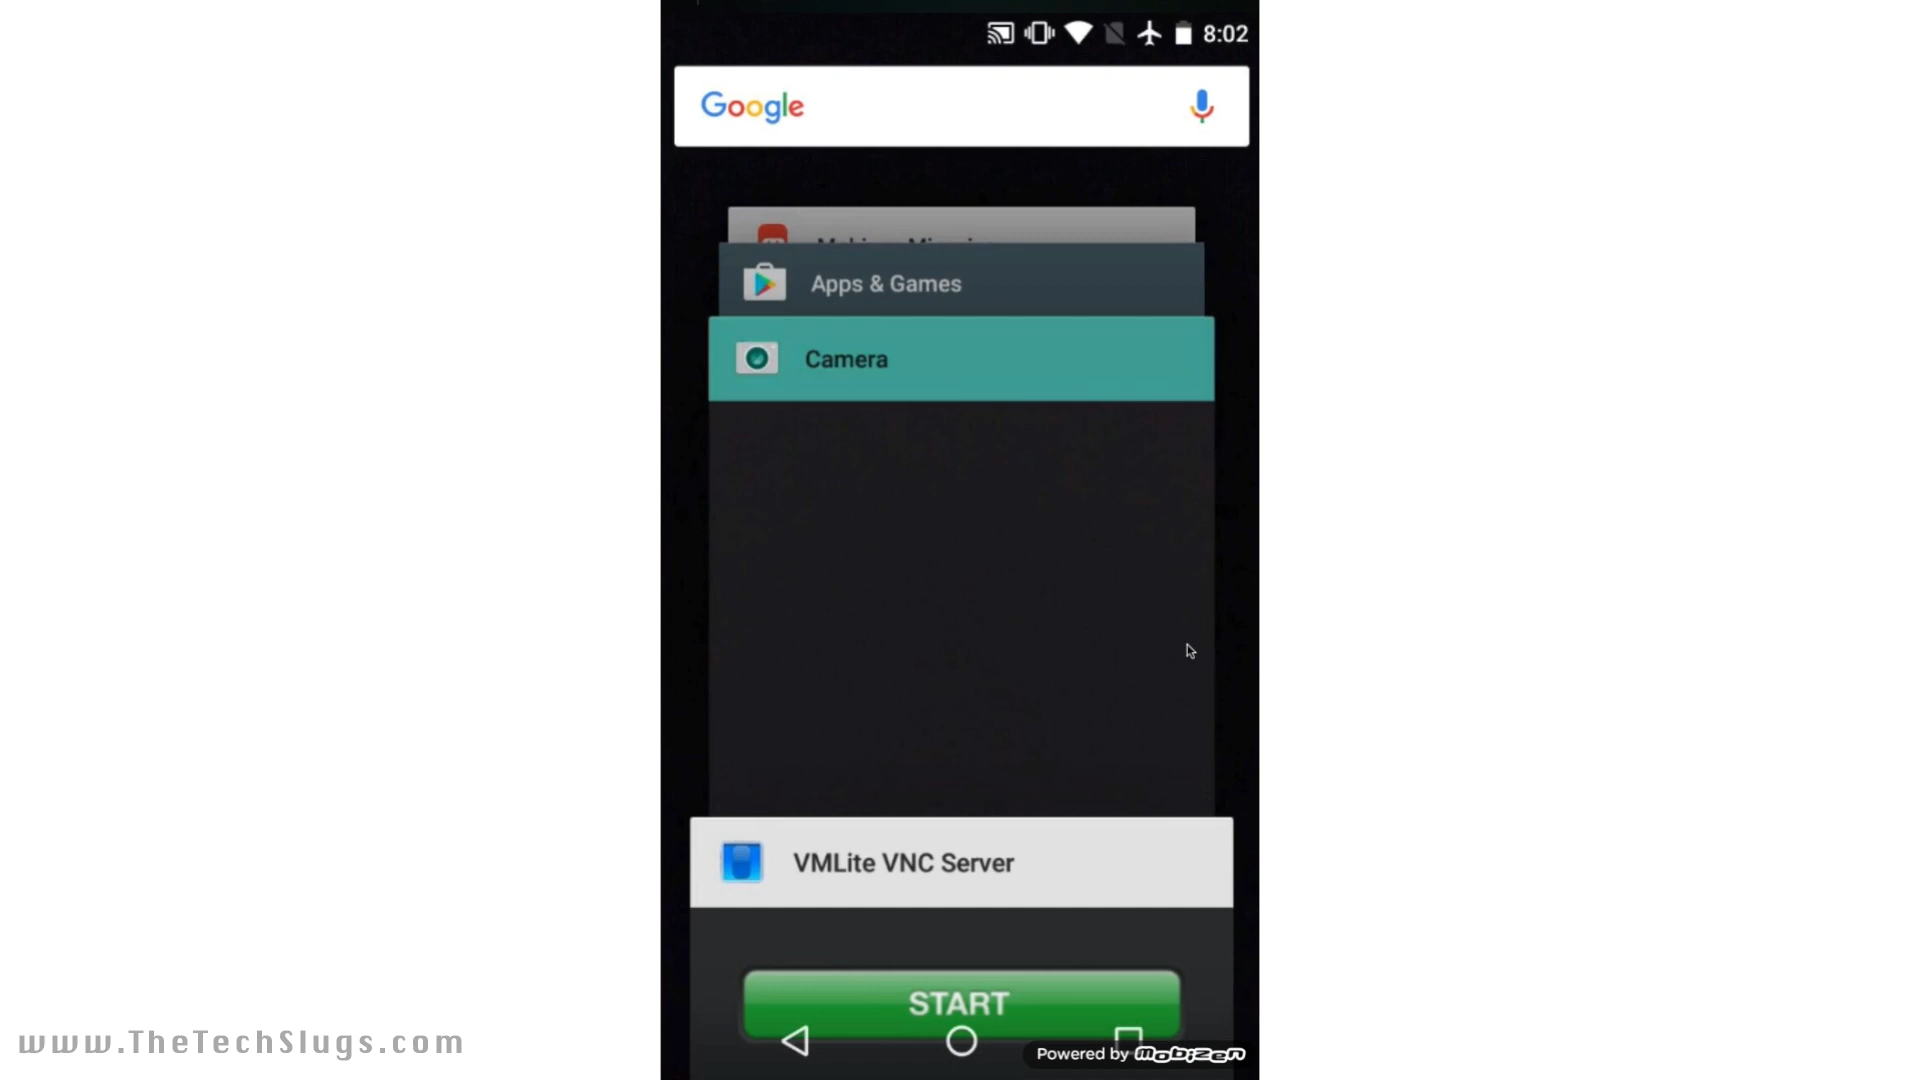 8:02
Google
Apps & Games
Camera
VMLite VNC Server
START
Powered by mobizen
www.TheTechSlugs.com